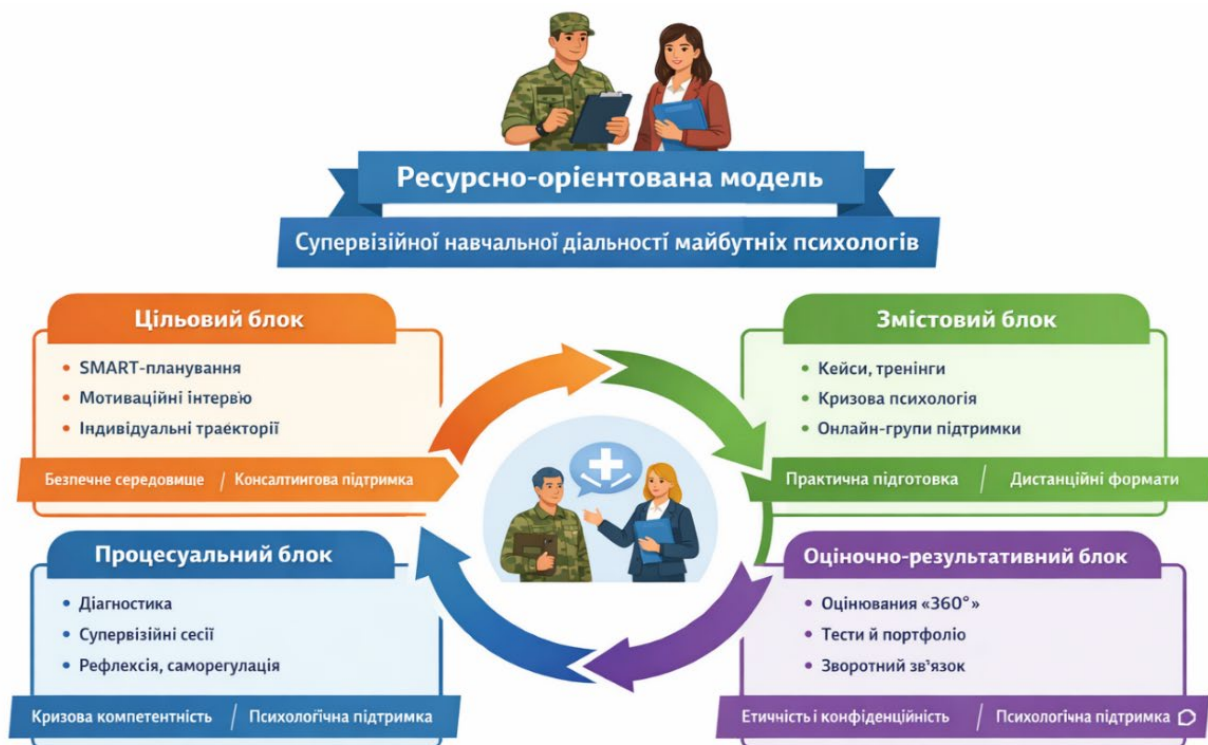 Ресурсно-орієнтована модель
Супервізійної навчальної діальності майбутніх психологів
Цільовий блок
• SMART-планування
• Мотиваційні інтервю
• Індивідуальні траєкторії
Безпечне середовище / Консалтингова підтримка
Змістовий блок
• Кейси, тренінги
• Кризова психологія
• Онлайн-групи підтримки
Практична підготовка / Дистанційні формати
Процесуальний блок
• Діагностика
• Супервізійні сесії
• Рефлексія, саморегуляція
Кризова компетентність / Психологічна підтримка
Оціночно-результативний блок
• Оцінювання «360°»
• Тести й портфоліо
• Зворотний зв'язок
Етичність і конфіденційність / Психологічна підтримка